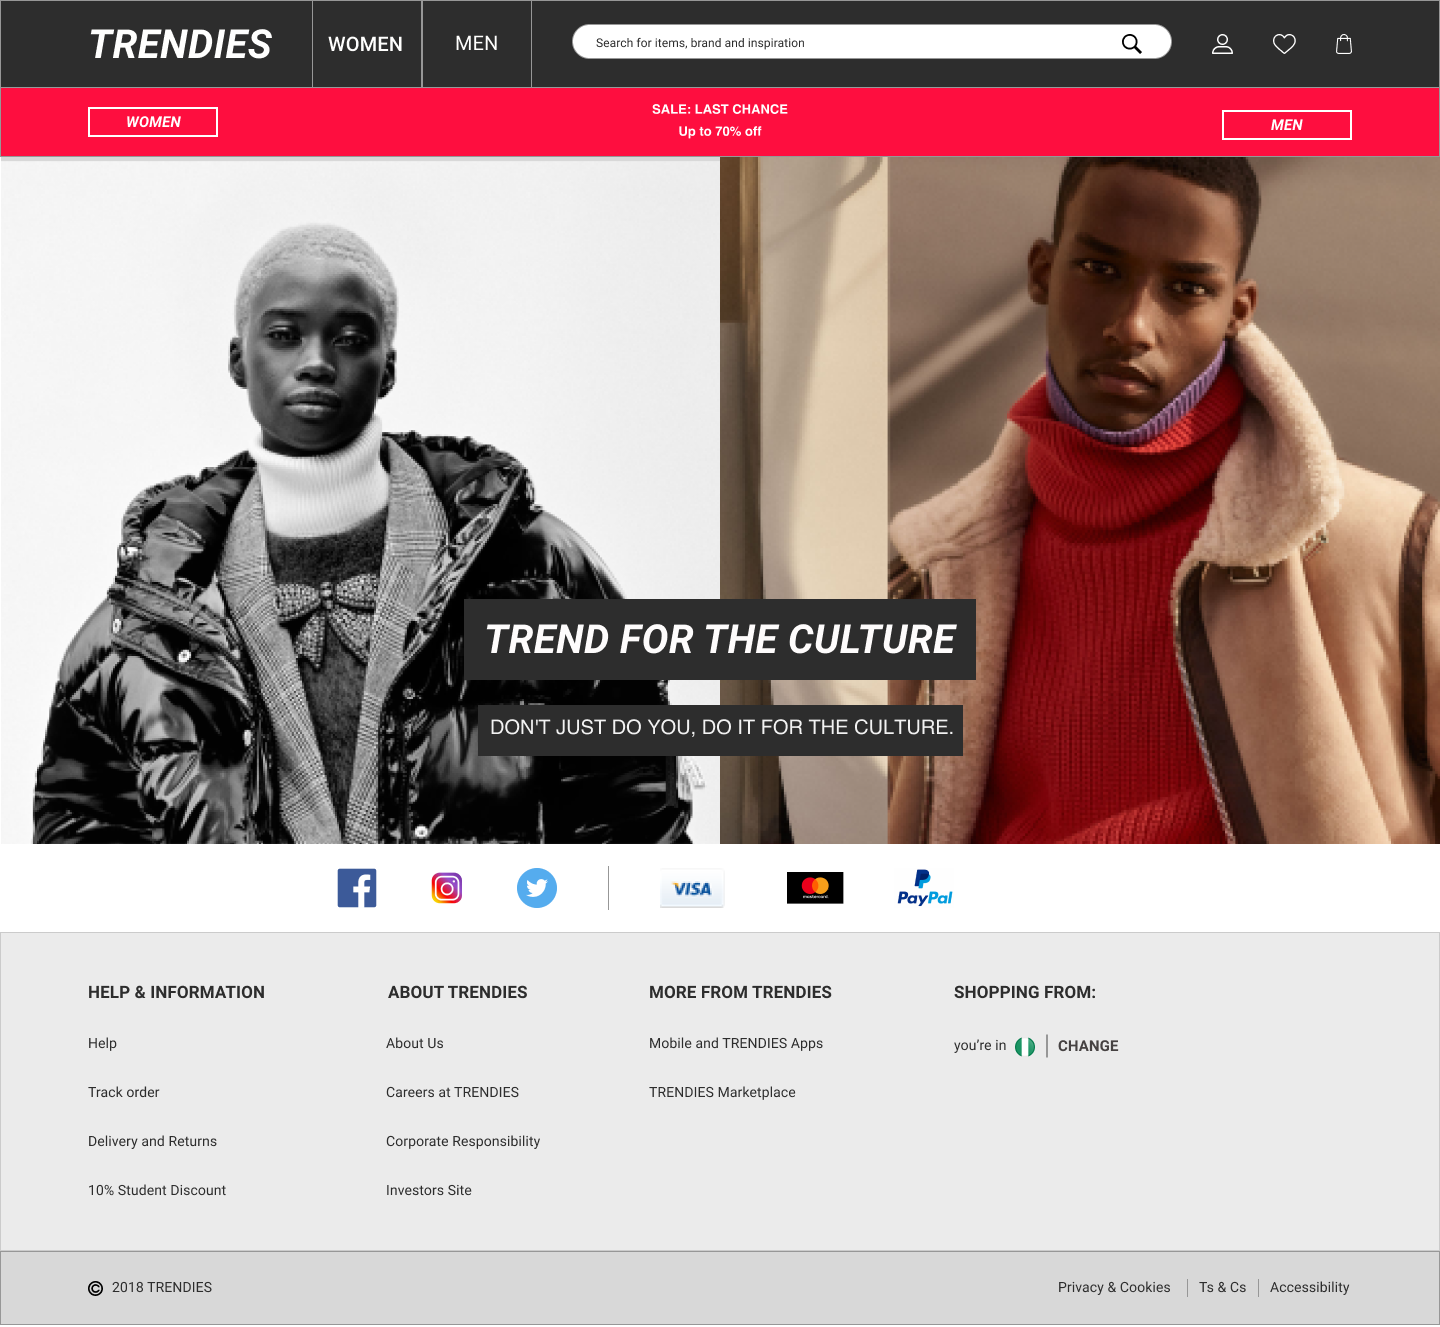 TRENDIES
WOMEN
MEN
Search for items, brand and inspiration
WOMEN
SALE: LAST CHANCE
Up to 70% off
MEN
TREND FOR THE CULTURE
DON'T JUST DO YOU, DO IT FOR THE CULTURE.
VISA
mastercard
PayPal
HELP & INFORMATION
Help
Track order
Delivery and Returns
10% Student Discount
ABOUT TRENDIES
About Us
Careers at TRENDIES
Corporate Responsibility
Investors Site
MORE FROM TRENDIES
Mobile and TRENDIES Apps
TRENDIES Marketplace
SHOPPING FROM:
you’re in
CHANGE
© 2018 TRENDIES
Privacy & Cookies
Ts & Cs
Accessibility